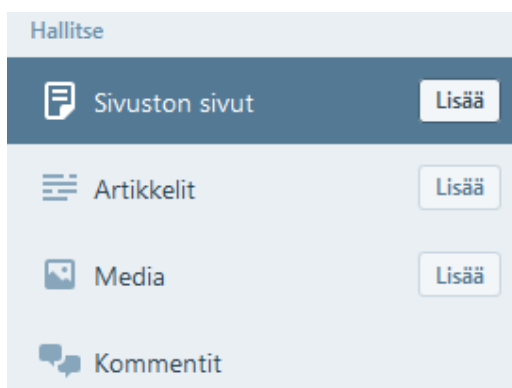 Hallitse
Sivuston sivut Lisää
Artikkelit Lisää
Media Lisää
Kommentit